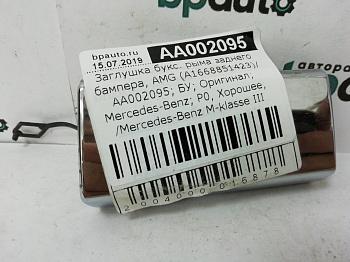 bpauto.ru
15.07.2019
AA002095
Заглушка букс. рыма заднего
бампера, AMG (A1668851423)/
AA002095; БУ; Оригинал;
Mercedes-Benz; P0, Хорошее,
/Mercedes-Benz M-klasse III
2004000016878